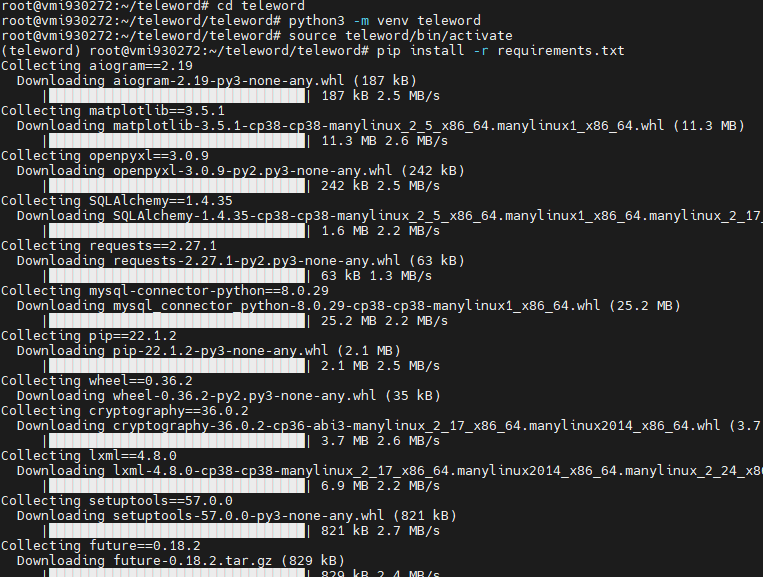 root@vmi930272:~/teleword# cd teleword
root@vmi930272:~/teleword/teleword# python3 -m venv teleword
root@vmi930272:~/teleword/teleword# source teleword/bin/activate
(teleword) root@vmi930272:~/teleword/teleword# pip install -r requirements.txt
Collecting aiogram==2.19
  Downloading aiogram-2.19-py3-none-any.whl (187 kB)
     |████████████████████████████████| 187 kB 2.5 MB/s
Collecting matplotlib==3.5.1
  Downloading matplotlib-3.5.1-cp38-cp38-manylinux_2_5_x86_64.manylinux1_x86_64.whl (11.3 MB)
     |████████████████████████████████| 11.3 MB 2.6 MB/s
Collecting openpyxl==3.0.9
  Downloading openpyxl-3.0.9-py2.py3-none-any.whl (242 kB)
     |████████████████████████████████| 242 kB 2.5 MB/s
Collecting SQLAlchemy==1.4.35
  Downloading SQLAlchemy-1.4.35-cp38-cp38-manylinux_2_5_x86_64.manylinux1_x86_64.manylinux_2_17_
     |████████████████████████████████| 1.6 MB 2.2 MB/s
Collecting requests==2.27.1
  Downloading requests-2.27.1-py2.py3-none-any.whl (63 kB)
     |████████████████████████████████| 63 kB 1.3 MB/s
Collecting mysql-connector-python==8.0.29
  Downloading mysql_connector_python-8.0.29-cp38-cp38-manylinux1_x86_64.whl (25.2 MB)
     |████████████████████████████████| 25.2 MB 2.2 MB/s
Collecting pip==22.1.2
  Downloading pip-22.1.2-py3-none-any.whl (2.1 MB)
     |████████████████████████████████| 2.1 MB 2.5 MB/s
Collecting wheel==0.36.2
  Downloading wheel-0.36.2-py2.py3-none-any.whl (35 kB)
Collecting cryptography==36.0.2
  Downloading cryptography-36.0.2-cp36-abi3-manylinux_2_17_x86_64.manylinux2014_x86_64.whl (3.7
     |████████████████████████████████| 3.7 MB 2.6 MB/s
Collecting lxml==4.8.0
  Downloading lxml-4.8.0-cp38-cp38-manylinux_2_17_x86_64.manylinux2014_x86_64.manylinux_2_24_x86
     |████████████████████████████████| 6.9 MB 2.2 MB/s
Collecting setuptools==57.0.0
  Downloading setuptools-57.0.0-py3-none-any.whl (821 kB)
     |████████████████████████████████| 821 kB 2.7 MB/s
Collecting future==0.18.2
  Downloading future-0.18.2.tar.gz (829 kB)
     |████████████████████████████████| 829 kB 2.4 MB/s